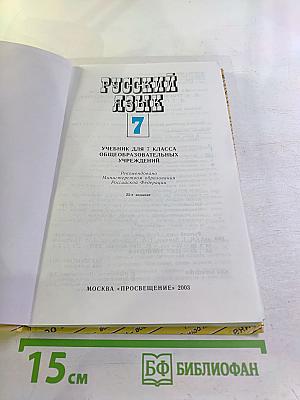 РУССКИЙ
ЯЗЫК
7
УЧЕБНИК ДЛЯ 7 КЛАССА
ОБЩЕОБРАЗОВАТЕЛЬНЫХ
УЧРЕЖДЕНИЙ
Рекомендовано
Министерством образования
Российской Федерации
издание
МОСКВА «ПРОСВЕЩЕНИЕ» 2003
15 см
БФ БИБЛИОФАН